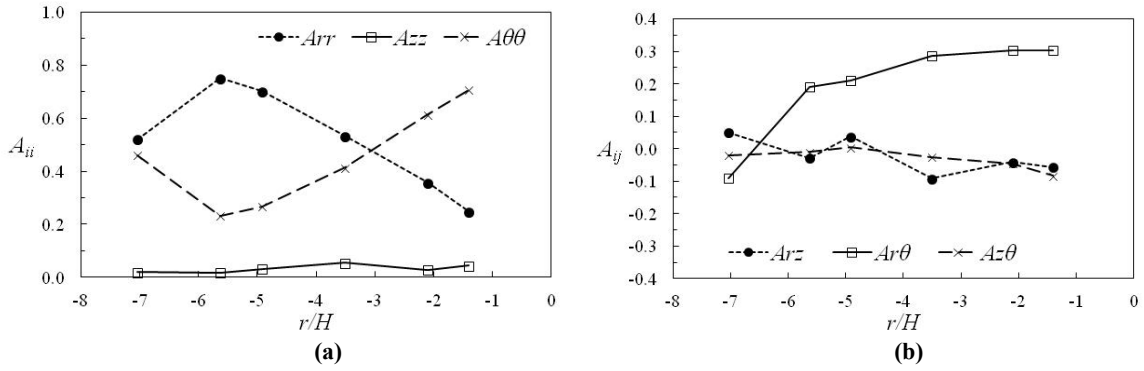 1.0
0.8
0.6
0.4
0.2
0.0
Aii
Arr Azz Aθθ
-8 -7 -6 -5 -4 -3 -2 -1 0
r/H
(a)
0.4
0.3
0.2
0.1
0.0
-0.1
-0.2
-0.3
-0.4
Aij
Arz Arθ Azθ
-8 -7 -6 -5 -4 -3 -2 -1 0
r/H
(b)